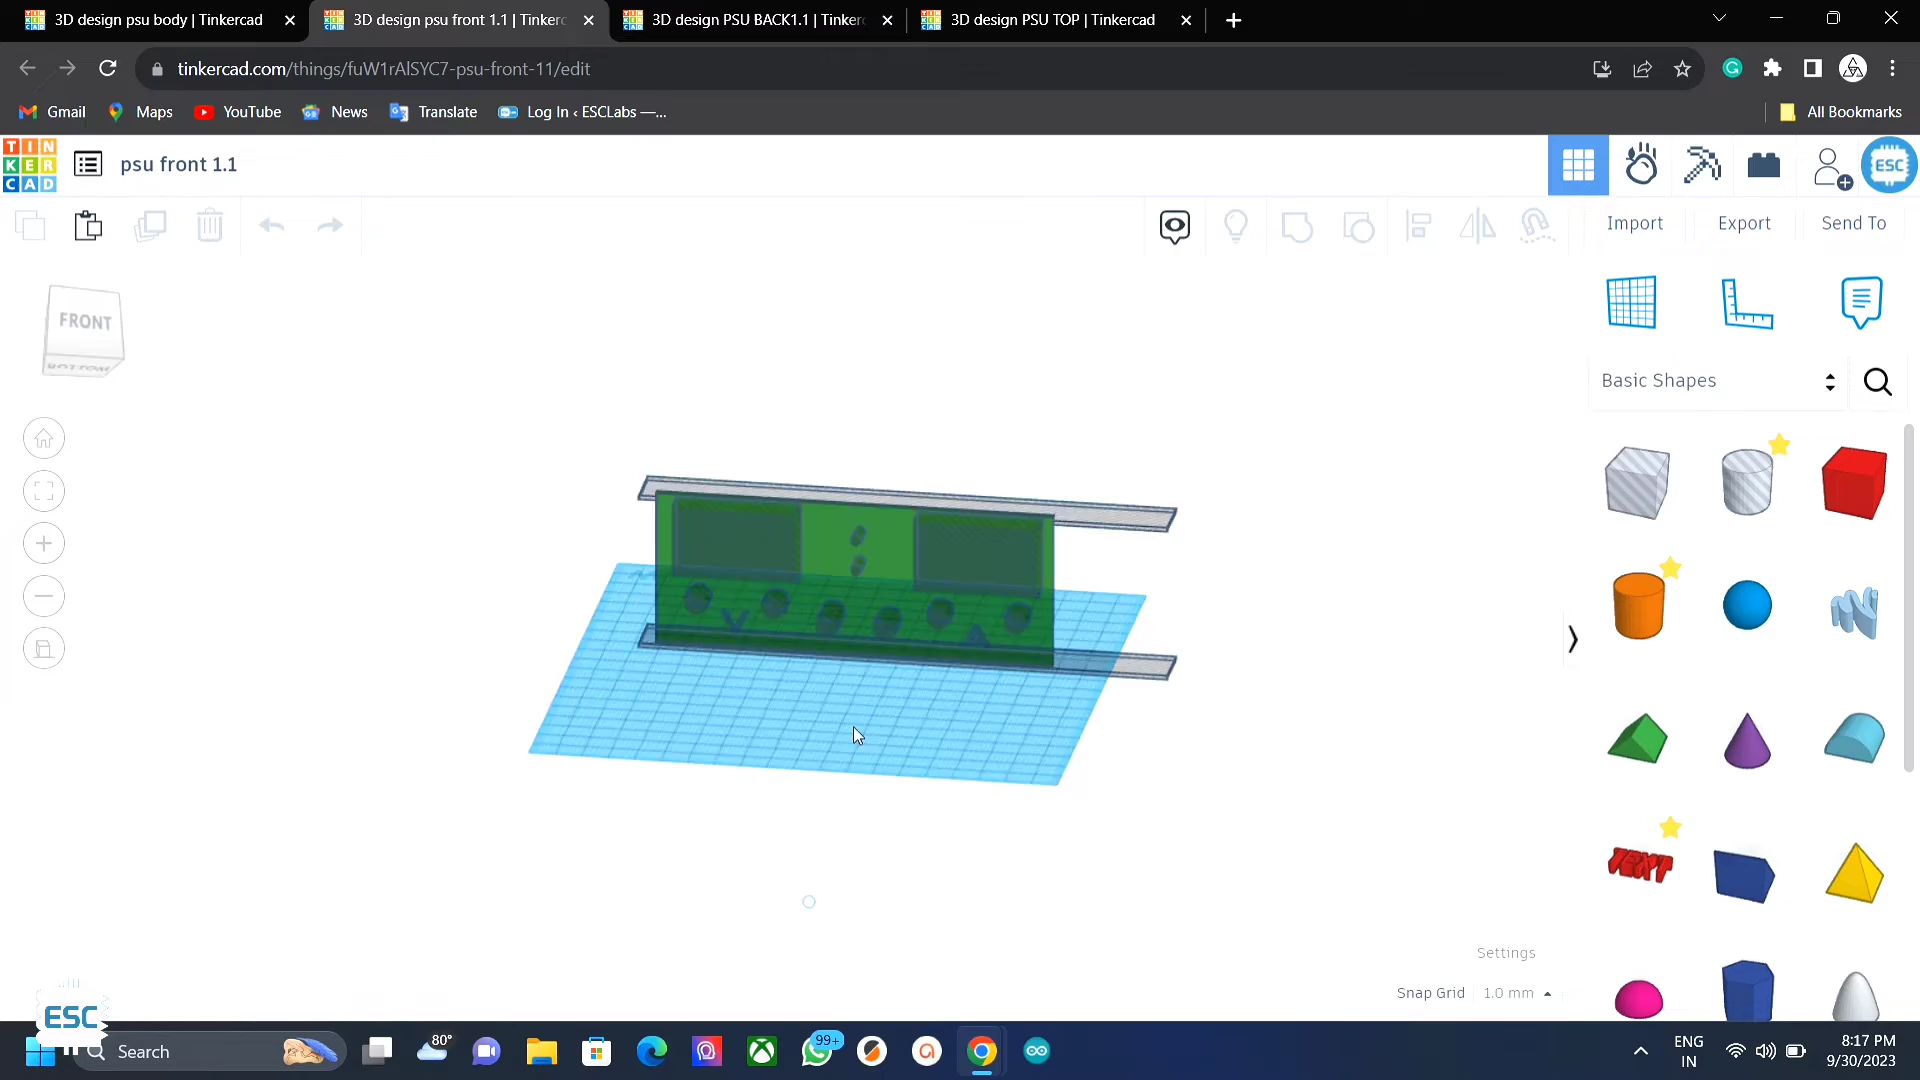 3D design psu body | Tinkercad
3D design psu front 1.1 | Tinkerc
3D design PSU BACK1.1 | Tinkerc
3D design PSU TOP | Tinkercad
tinkercad.com/things/fuW1rAlSYC7-psu-front-11/edit
Gmail
Maps
YouTube
News
Translate
Log In ‹ ESCLabs —...
All Bookmarks
TIN
KER
CAD
psu front 1.1
ESC
Import
Export
Send To
FRONT
BOTTOM
Basic Shapes
V
A
TEXT
Settings
Snap Grid
1.0 mm
ESC
Search
80°
99+
ENG
IN
8:17 PM
9/30/2023